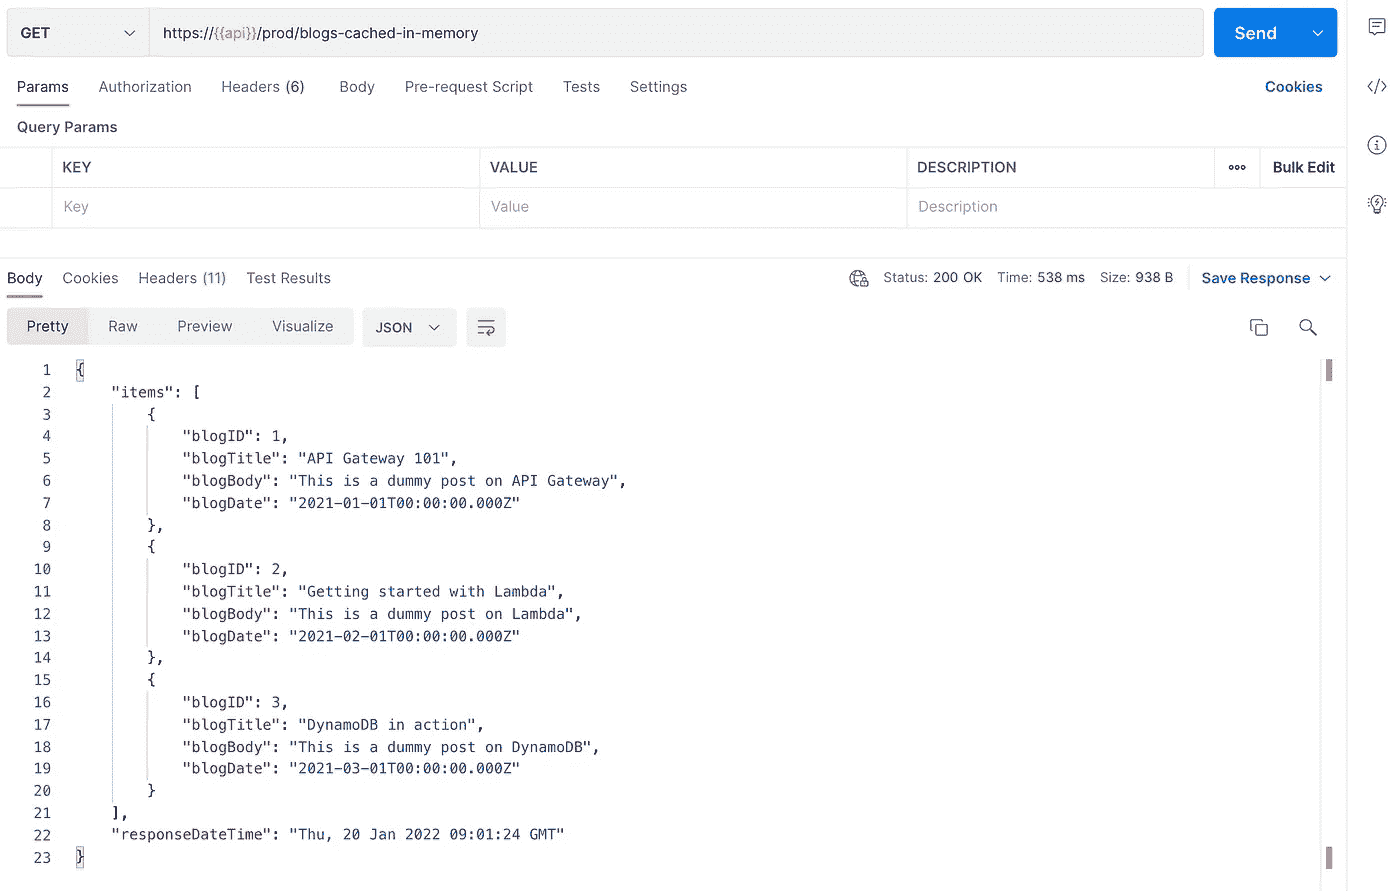 GET https://{{api}}/prod/blogs-cached-in-memory Send
Params Authorization Headers (6) Body Pre-request Script Tests Settings Cookies
Query Params
KEY VALUE DESCRIPTION ooo Bulk Edit
Key Value Description
Body Cookies Headers (11) Test Results Status: 200 OK Time: 538 ms Size: 938 B Save Response
Pretty Raw Preview Visualize JSON
1 {
2 "items": [
3 {
4 "blogID": 1,
5 "blogTitle": "API Gateway 101",
6 "blogBody": "This is a dummy post on API Gateway",
7 "blogDate": "2021-01-01T00:00:00.000Z"
8 },
9 {
10 "blogID": 2,
11 "blogTitle": "Getting started with Lambda",
12 "blogBody": "This is a dummy post on Lambda",
13 "blogDate": "2021-02-01T00:00:00.000Z"
14 },
15 {
16 "blogID": 3,
17 "blogTitle": "DynamoDB in action",
18 "blogBody": "This is a dummy post on DynamoDB",
19 "blogDate": "2021-03-01T00:00:00.000Z"
20 }
21 ],
22 "responseDateTime": "Thu, 20 Jan 2022 09:01:24 GMT"
23 }